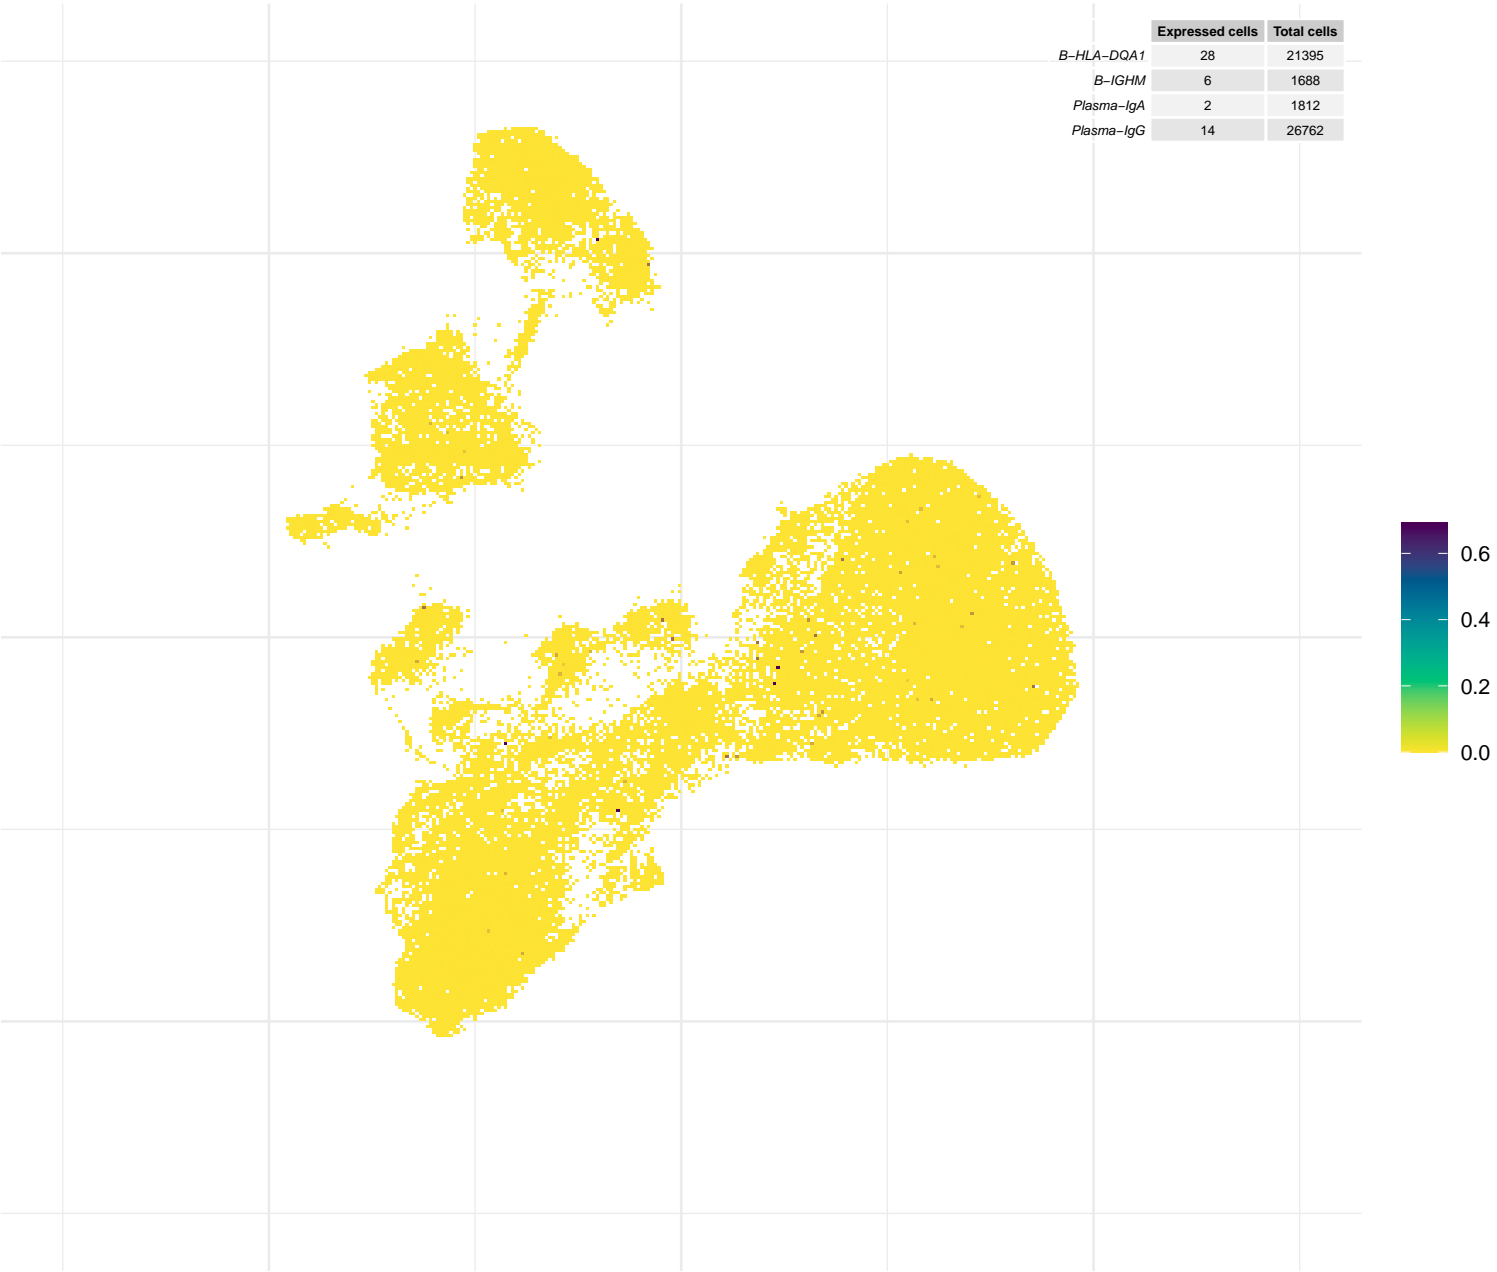 Expressed cells Total cells
B−HLA−DQA1 28 21395
B−IGHM 6 1688
Plasma−IgA 2 1812
Plasma−IgG 14 26762
0.6
0.4
0.2
0.0